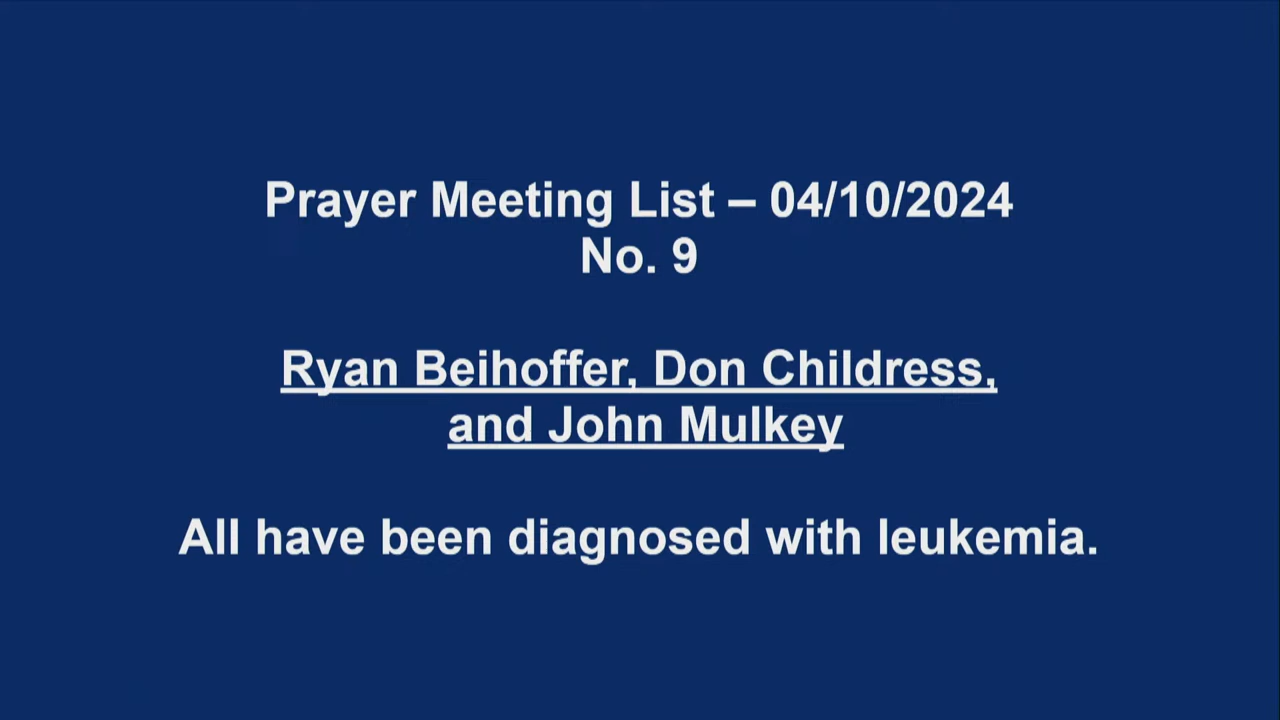 Prayer Meeting List – 04/10/2024
No. 9
Ryan Beihoffer, Don Childress,
and John Mulkey
All have been diagnosed with leukemia.